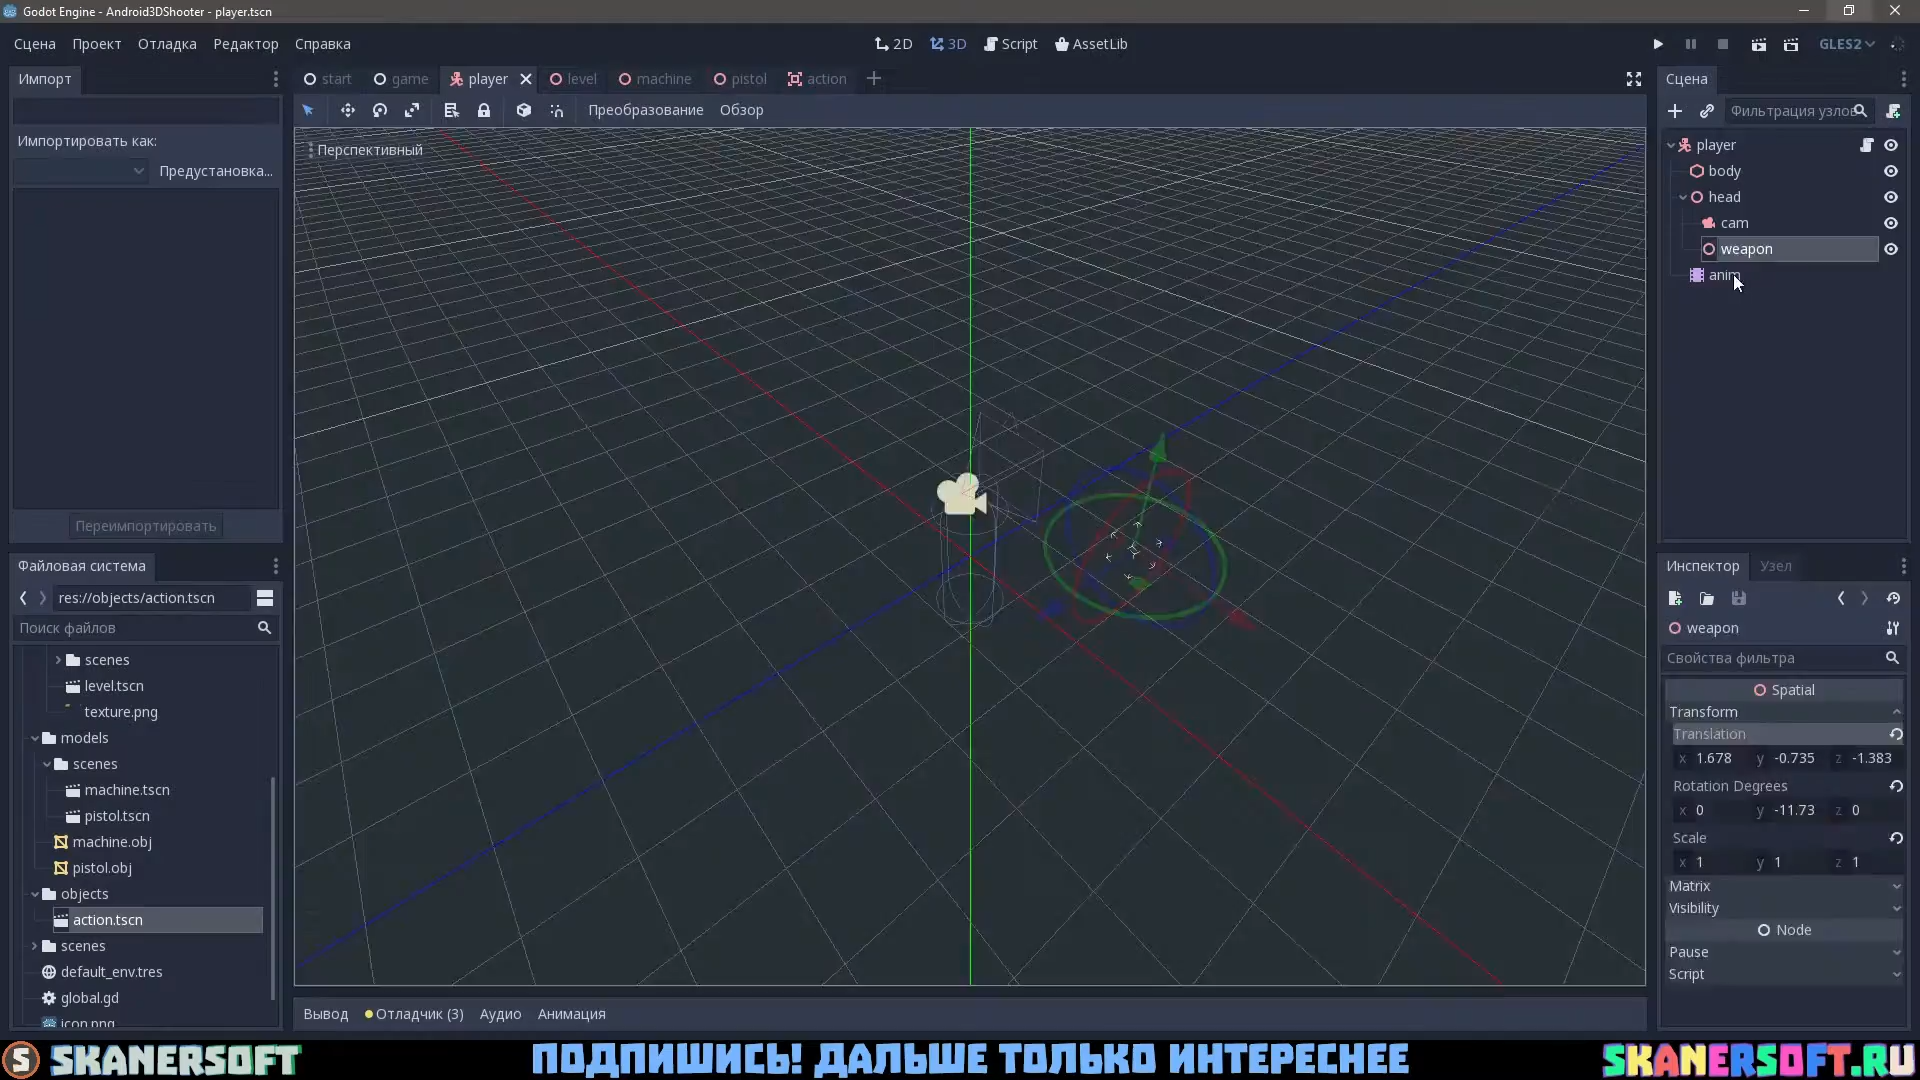 Godot Engine - Android3DShooter - player.tscn
Сцена Проект Отладка Редактор Справка
2D 3D Script AssetLib
GLES2
Импорт
start game player level machine pistol action
Сцена
Преобразование Обзор
Фильтрация узлов
Импортировать как:
Предустановка...
Перспективный
player
body
head
cam
weapon
anim
Переимпортировать
Файловая система
res://objects/action.tscn
Поиск файлов
scenes
level.tscn
texture.png
models
scenes
machine.tscn
pistol.tscn
machine.obj
pistol.obj
objects
action.tscn
scenes
default_env.tres
global.gd
icon.png
Инспектор Узел
weapon
Свойства фильтра
Spatial
Transform
Translation
x 1.678 y -0.735 z -1.383
Rotation Degrees
x 0 y -11.73 z 0
Scale
x 1 y 1 z 1
Matrix
Visibility
Node
Pause
Script
Вывод Отладчик (3) Аудио Анимация
S SKANERSOFT
ПОДПИШИСЬ! ДАЛЬШЕ ТОЛЬКО ИНТЕРЕСНЕЕ
SKANERSOFT.RU